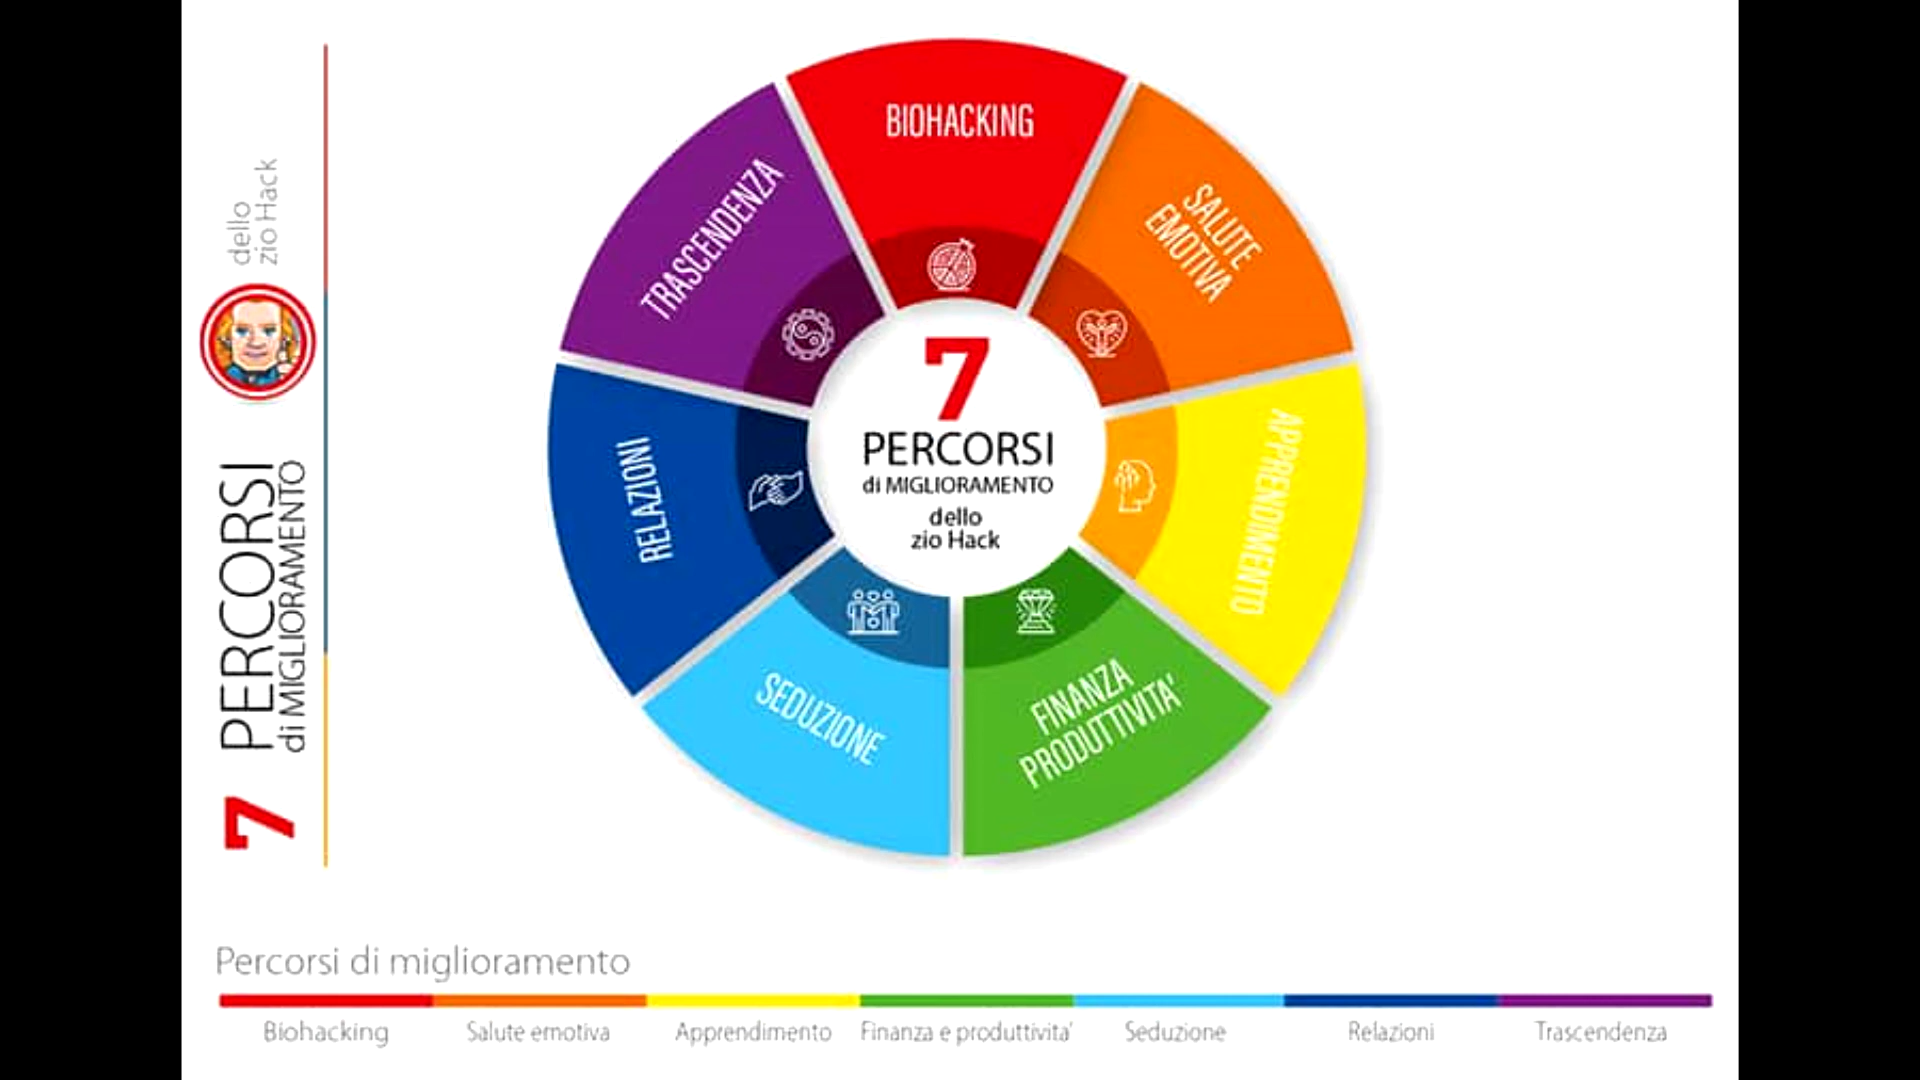 7 PERCORSI
di MIGLIORAMENTO
dello
zio Hack
BIOHACKING
SALUTE
EMOTIVA
APPRENDIMENTO
FINANZA
PRODUTTIVITA'
SEDUZIONE
RELAZIONI
TRASCENDENZA
7
PERCORSI
di MIGLIORAMENTO
dello
zio Hack
Percorsi di miglioramento
Biohacking
Salute emotiva
Apprendimento
Finanza e produttivita'
Seduzione
Relazioni
Trascendenza